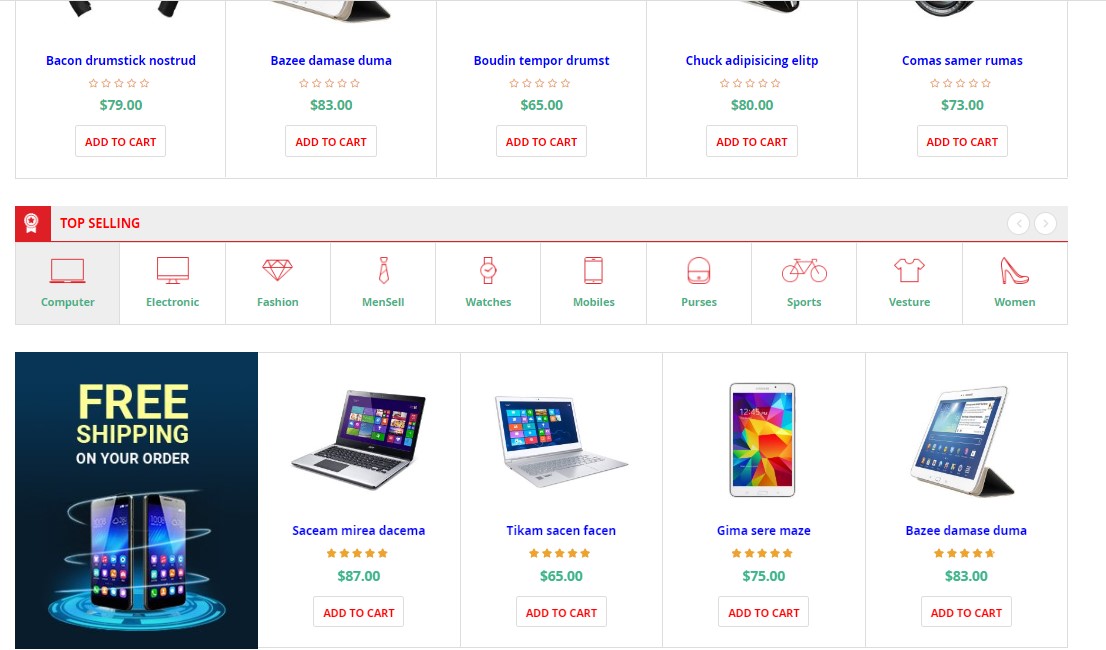 Bacon drumstick nostrud
Bazee damase duma
Boudin tempor drumst
Chuck adipisicing elitp
Comas samer rumas
$79.00
$83.00
$65.00
$80.00
$73.00
ADD TO CART
ADD TO CART
ADD TO CART
ADD TO CART
ADD TO CART
TOP SELLING
Computer
Electronic
Fashion
MenSell
Watches
Mobiles
Purses
Sports
Vesture
Women
FREE
SHIPPING
ON YOUR ORDER
12:45
Saceam mirea dacema
Tikam sacen facen
Gima sere maze
Bazee damase duma
$87.00
$65.00
$75.00
$83.00
ADD TO CART
ADD TO CART
ADD TO CART
ADD TO CART